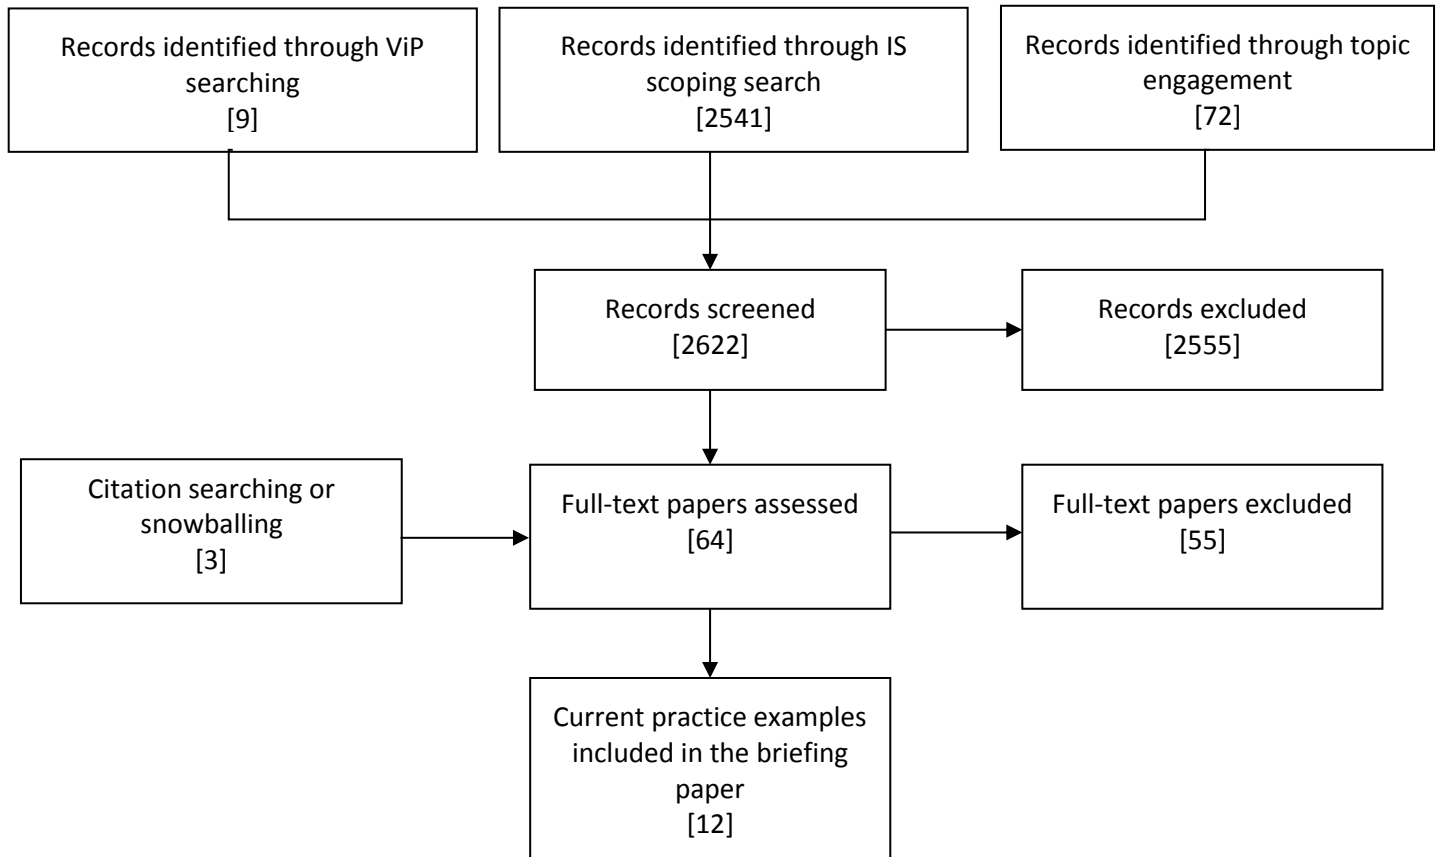 Records identified through ViP
searching
[9]
Records identified through IS
scoping search
[2541]
Records identified through topic
engagement
[72]
Records screened
[2622]
Records excluded
[2555]
Citation searching or
snowballing
[3]
Full-text papers assessed
[64]
Full-text papers excluded
[55]
Current practice examples
included in the briefing
paper
[12]